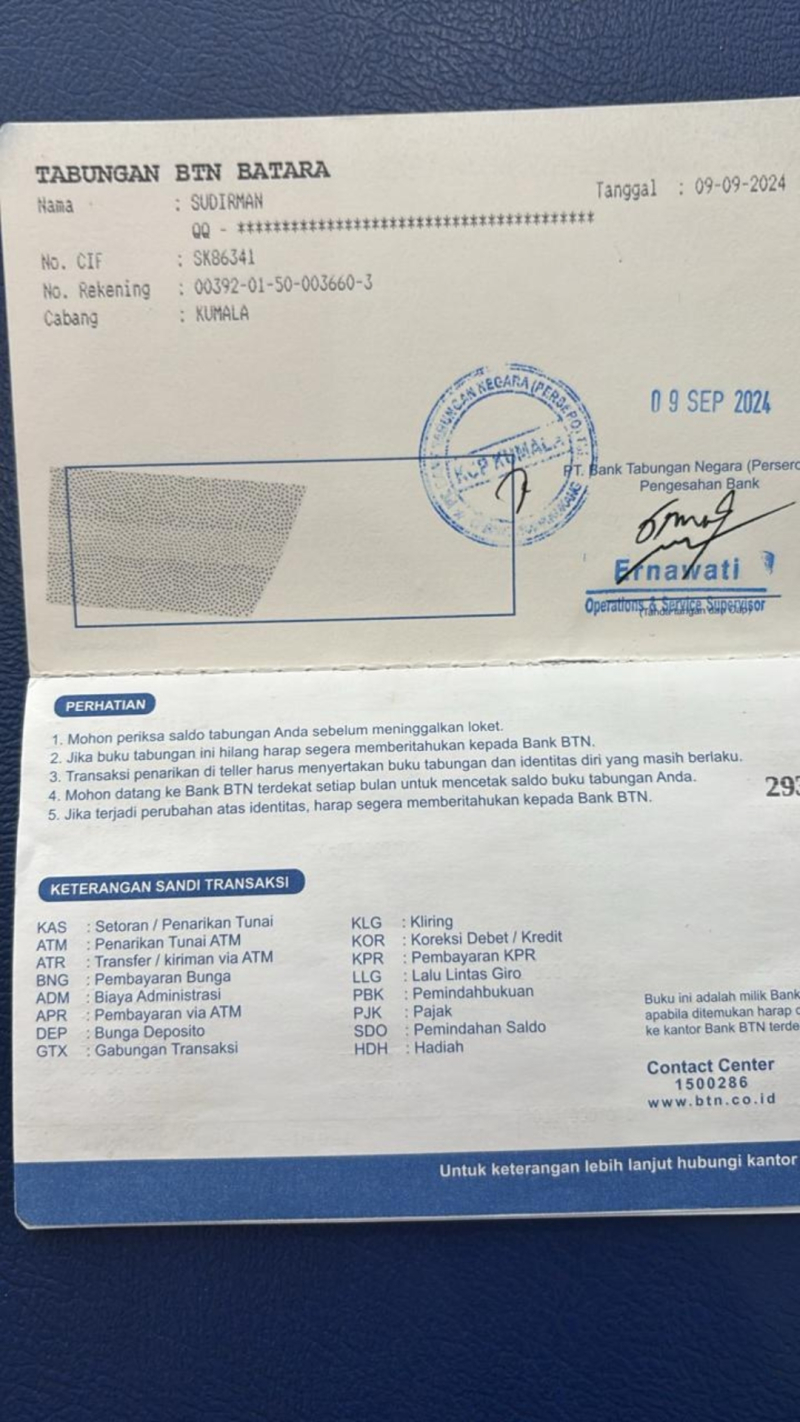 TABUNGAN BTN BATARA
Tanggal : 09-09-2024
Nama : SUDIRMAN
QQ - ****************************************
No. CIF : SK86341
No. Rekening : 00392-01-50-003660-3
Cabang : KUMALA
09 SEP 2024
NEGARA (PERSERO)
KCP KUMALA
PT. Bank Tabungan Negara (Persero
Pengesahan Bank
Ernawati
Operations & Service Supervisor
PERHATIAN
1. Mohon periksa saldo tabungan Anda sebelum meninggalkan loket.
2. Jika buku tabungan ini hilang harap segera memberitahukan kepada Bank BTN.
3. Transaksi penarikan di teller harus menyertakan buku tabungan dan identitas diri yang masih berlaku.
4. Mohon datang ke Bank BTN terdekat setiap bulan untuk mencetak saldo buku tabungan Anda.
5. Jika terjadi perubahan atas identitas, harap segera memberitahukan kepada Bank BTN.
293
KETERANGAN SANDI TRANSAKSI
KAS : Setoran / Penarikan Tunai
ATM : Penarikan Tunai ATM
ATR : Transfer / kiriman via ATM
BNG : Pembayaran Bunga
ADM : Biaya Administrasi
APR : Pembayaran via ATM
DEP : Bunga Deposito
GTX : Gabungan Transaksi
KLG : Kliring
KOR : Koreksi Debet / Kredit
KPR : Pembayaran KPR
LLG : Lalu Lintas Giro
PBK : Pemindahbukuan
PJK : Pajak
SDO : Pemindahan Saldo
HDH : Hadiah
Buku ini adalah milik Bank
apabila ditemukan harap
ke kantor Bank BTN terde
Contact Center
1500286
www.btn.co.id
Untuk keterangan lebih lanjut hubungi kantor